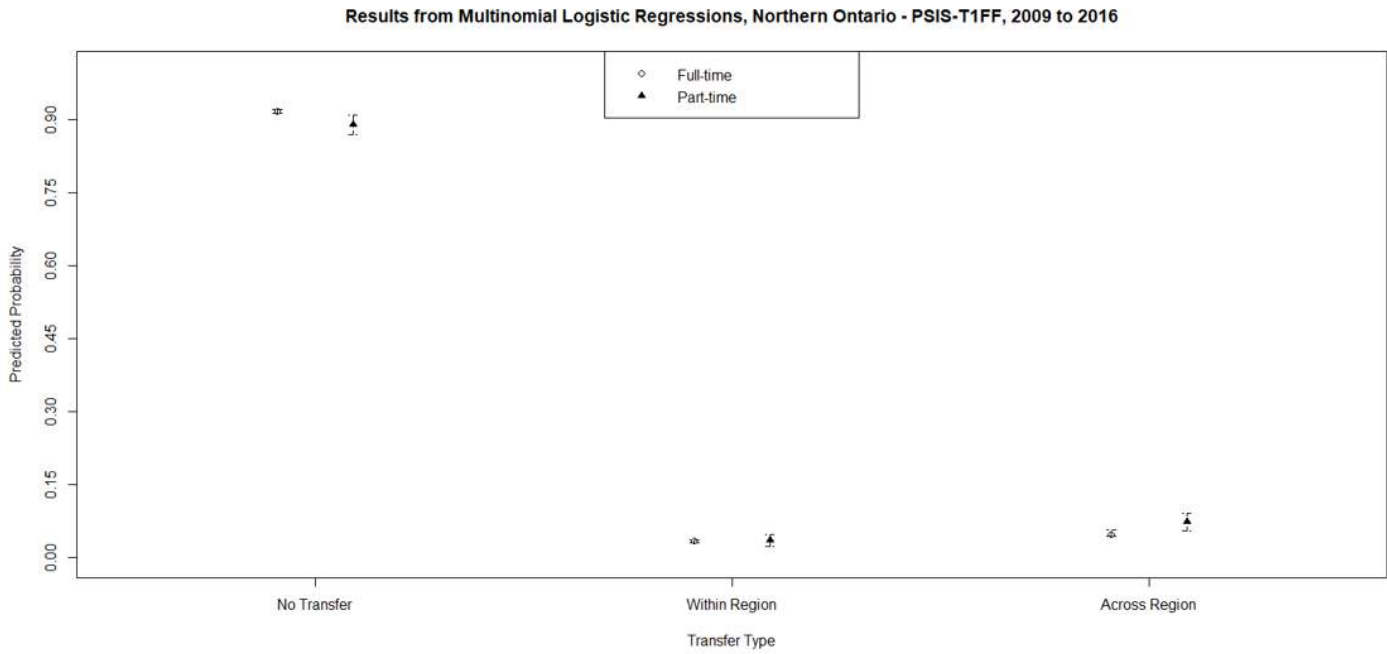 Results from Multinomial Logistic Regressions, Northern Ontario - PSIS-T1FF, 2009 to 2016
Full-time
Part-time
Predicted Probability
0.90
0.75
0.60
0.45
0.30
0.15
0.00
No Transfer
Within Region
Across Region
Transfer Type